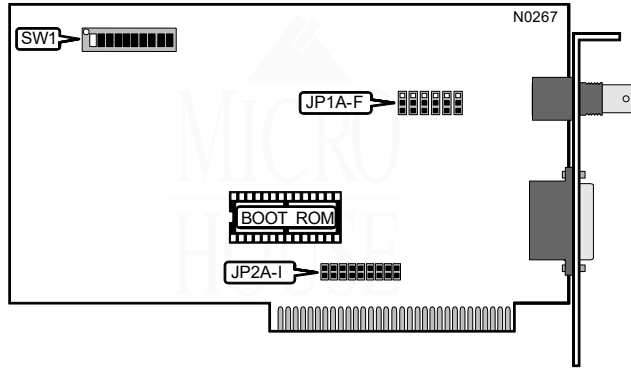 N0267
SW1
JP1A-F
MICRO
BOOT ROM
HOUSE
JP2A-I